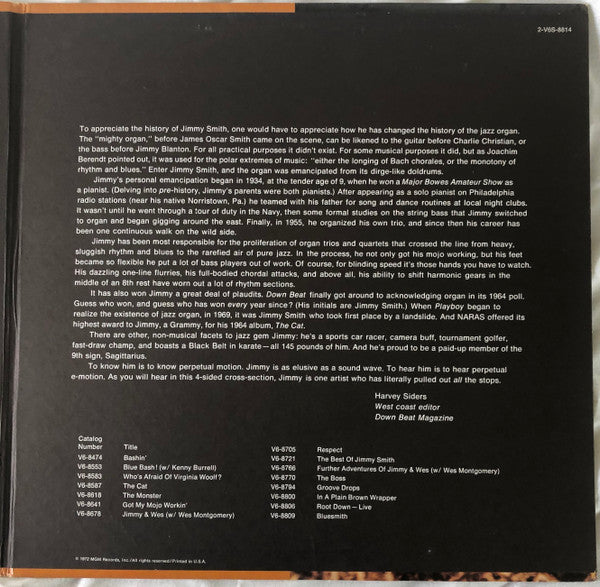 2-V6S-8814
To appreciate the history of Jimmy Smith, one would have to appreciate how he has changed the history of the jazz organ.
The "mighty organ," before James Oscar Smith came on the scene, can be likened to the guitar before Charlie Christian, or
the bass before Jimmy Blanton. For all practical purposes it didn't exist. For some musical purposes it did, but as Joachim
Berendt pointed out, it was used for the polar extremes of music: "either the longing of Bach chorales, or the monotony of
rhythm and blues." Enter Jimmy Smith, and the organ was emancipated from its dirge-like doldrums.
Jimmy's personal emancipation began in 1934, at the tender age of 9, when he won a Major Bowes Amateur Show as
a pianist. (Delving into pre-history, Jimmy's parents were both pianists.) After appearing as a solo pianist on Philadelphia
radio stations (near his native Norristown, Pa.) he teamed with his father for song and dance routines at local night clubs.
It wasn't until he went through a tour of duty in the Navy, then some formal studies on the string bass that Jimmy switched
to organ and began gigging around the east. Finally, in 1955, he organized his own trio, and since then his career has
been one continuous walk on the wild side.
Jimmy has been most responsible for the proliferation of organ trios and quartets that crossed the line from heavy,
sluggish rhythm and blues to the rarefied air of pure jazz. In the process, he not only got his mojo working, but his feet
became so flexible he put a lot of bass players out of work. Of course, for blinding speed it's those hands you have to watch.
His dazzling one-line flurries, his full-bodied chordal attacks, and above all, his ability to shift harmonic gears in the
middle of an 8th rest have worn out a lot of rhythm sections.
It has also won Jimmy a great deal of plaudits. Down Beat finally got around to acknowledging organ in its 1964 poll.
Guess who won, and guess who has won every year since? (His initials are Jimmy Smith.) When Playboy began to
realize the existence of jazz organ, in 1969, it was Jimmy Smith who took first place by a landslide. And NARAS offered its
highest award to Jimmy, a Grammy, for his 1964 album, The Cat.
There are other, non-musical facets to jazz gem Jimmy: he's a sports car racer, camera buff, tournament golfer,
fast-draw champ, and boasts a Black Belt in karate—all 145 pounds of him. And he's proud to be a paid-up member of the
9th sign, Sagittarius.
To know him is to know perpetual motion. Jimmy is as elusive as a sound wave. To hear him is to hear perpetual
e-motion. As you will hear in this 4-sided cross-section, Jimmy is one artist who has literally pulled out all the stops.
Harvey Siders
West coast editor
Down Beat Magazine
Catalog
Number Title
V6-8474 Bashin'
V6-8553 Blue Bash! (w/ Kenny Burrell)
V6-8583 Who's Afraid Of Virginia Woolf?
V6-8587 The Cat
V6-8618 The Monster
V6-8641 Got My Mojo Workin'
V6-8678 Jimmy & Wes (w/ Wes Montgomery)
V6-8705 Respect
V6-8721 The Best Of Jimmy Smith
V6-8766 Further Adventures Of Jimmy & Wes (w/ Wes Montgomery)
V6-8770 The Boss
V6-8794 Groove Drops
V6-8800 In A Plain Brown Wrapper
V6-8806 Root Down—Live
V6-8809 Bluesmith
© 1972 MGM Records, Inc./All rights reserved/Printed in U.S.A.